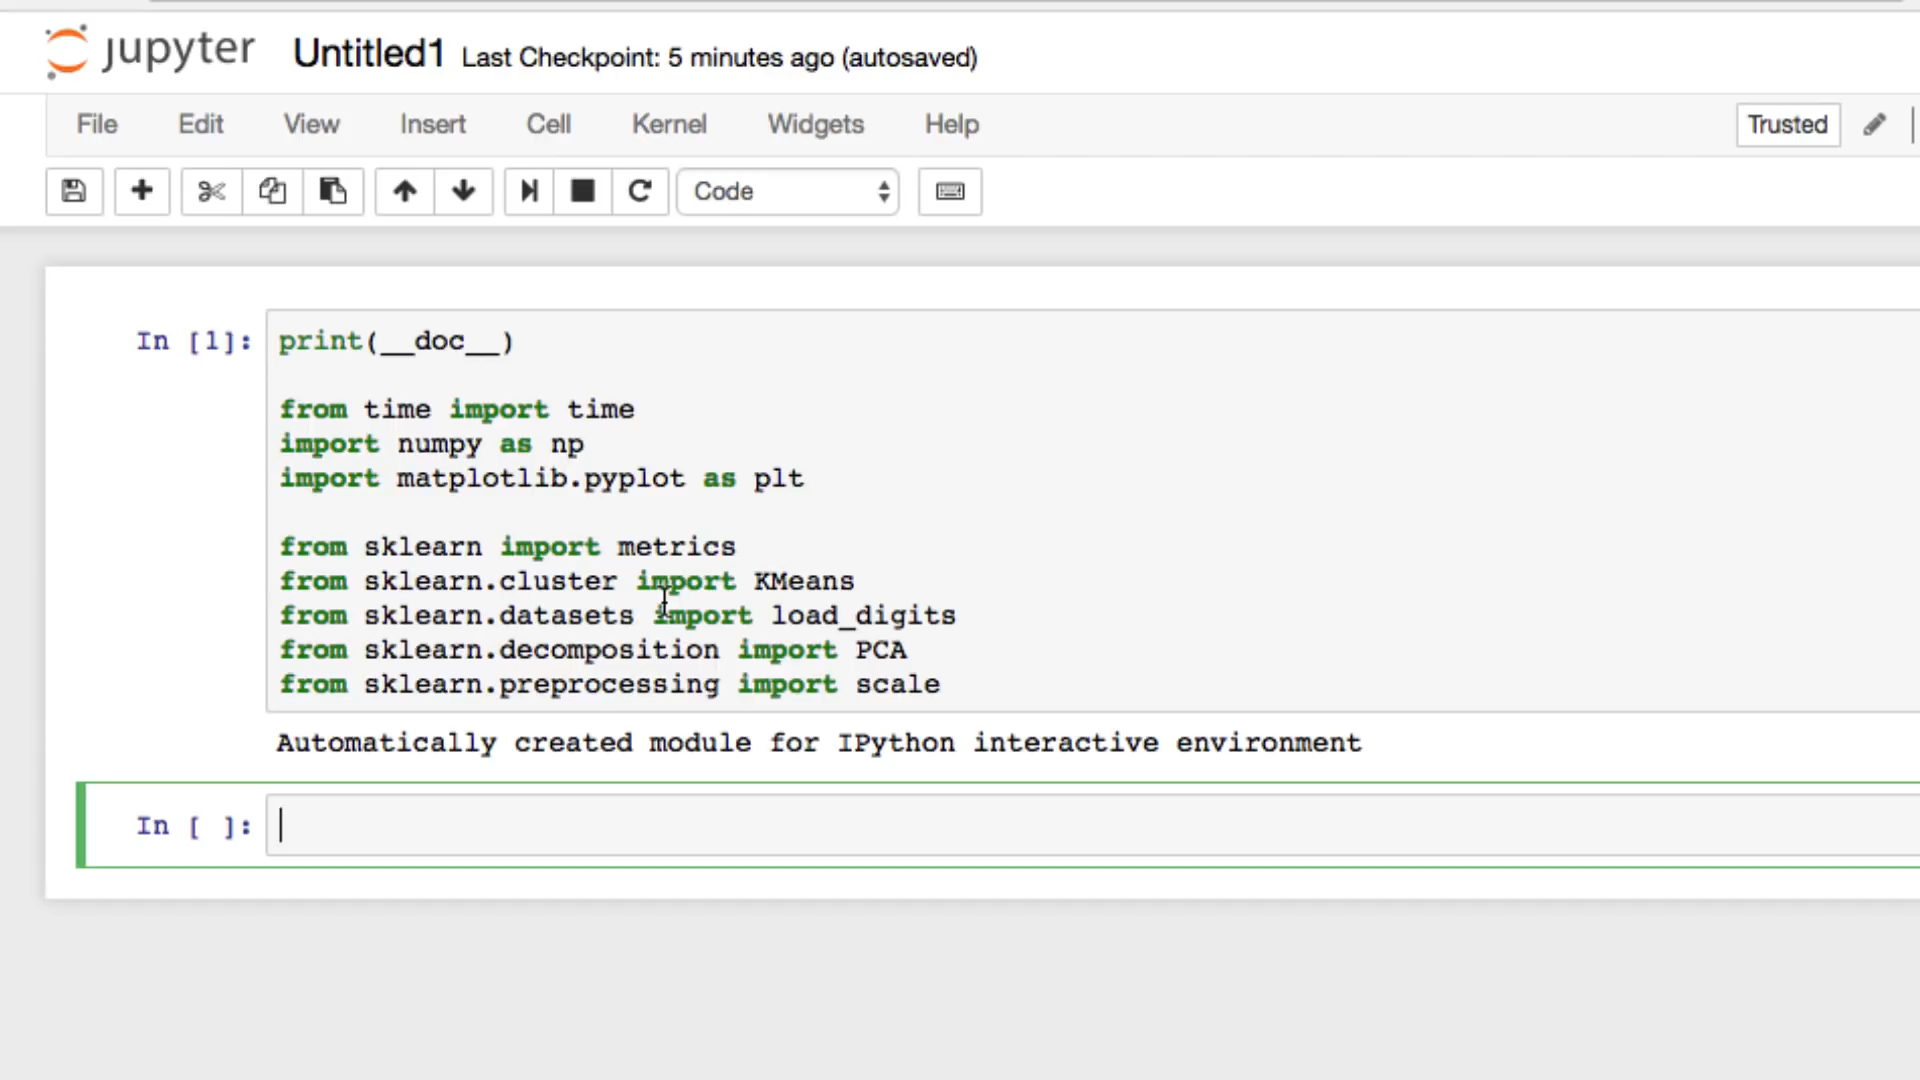 jupyter Untitled1 Last Checkpoint: 5 minutes ago (autosaved)
File Edit View Insert Cell Kernel Widgets Help Trusted
Code
In [1]: print(__doc__)
from time import time
import numpy as np
import matplotlib.pyplot as plt
from sklearn import metrics
from sklearn.cluster import KMeans
from sklearn.datasets import load_digits
from sklearn.decomposition import PCA
from sklearn.preprocessing import scale
Automatically created module for IPython interactive environment
In [ ]: